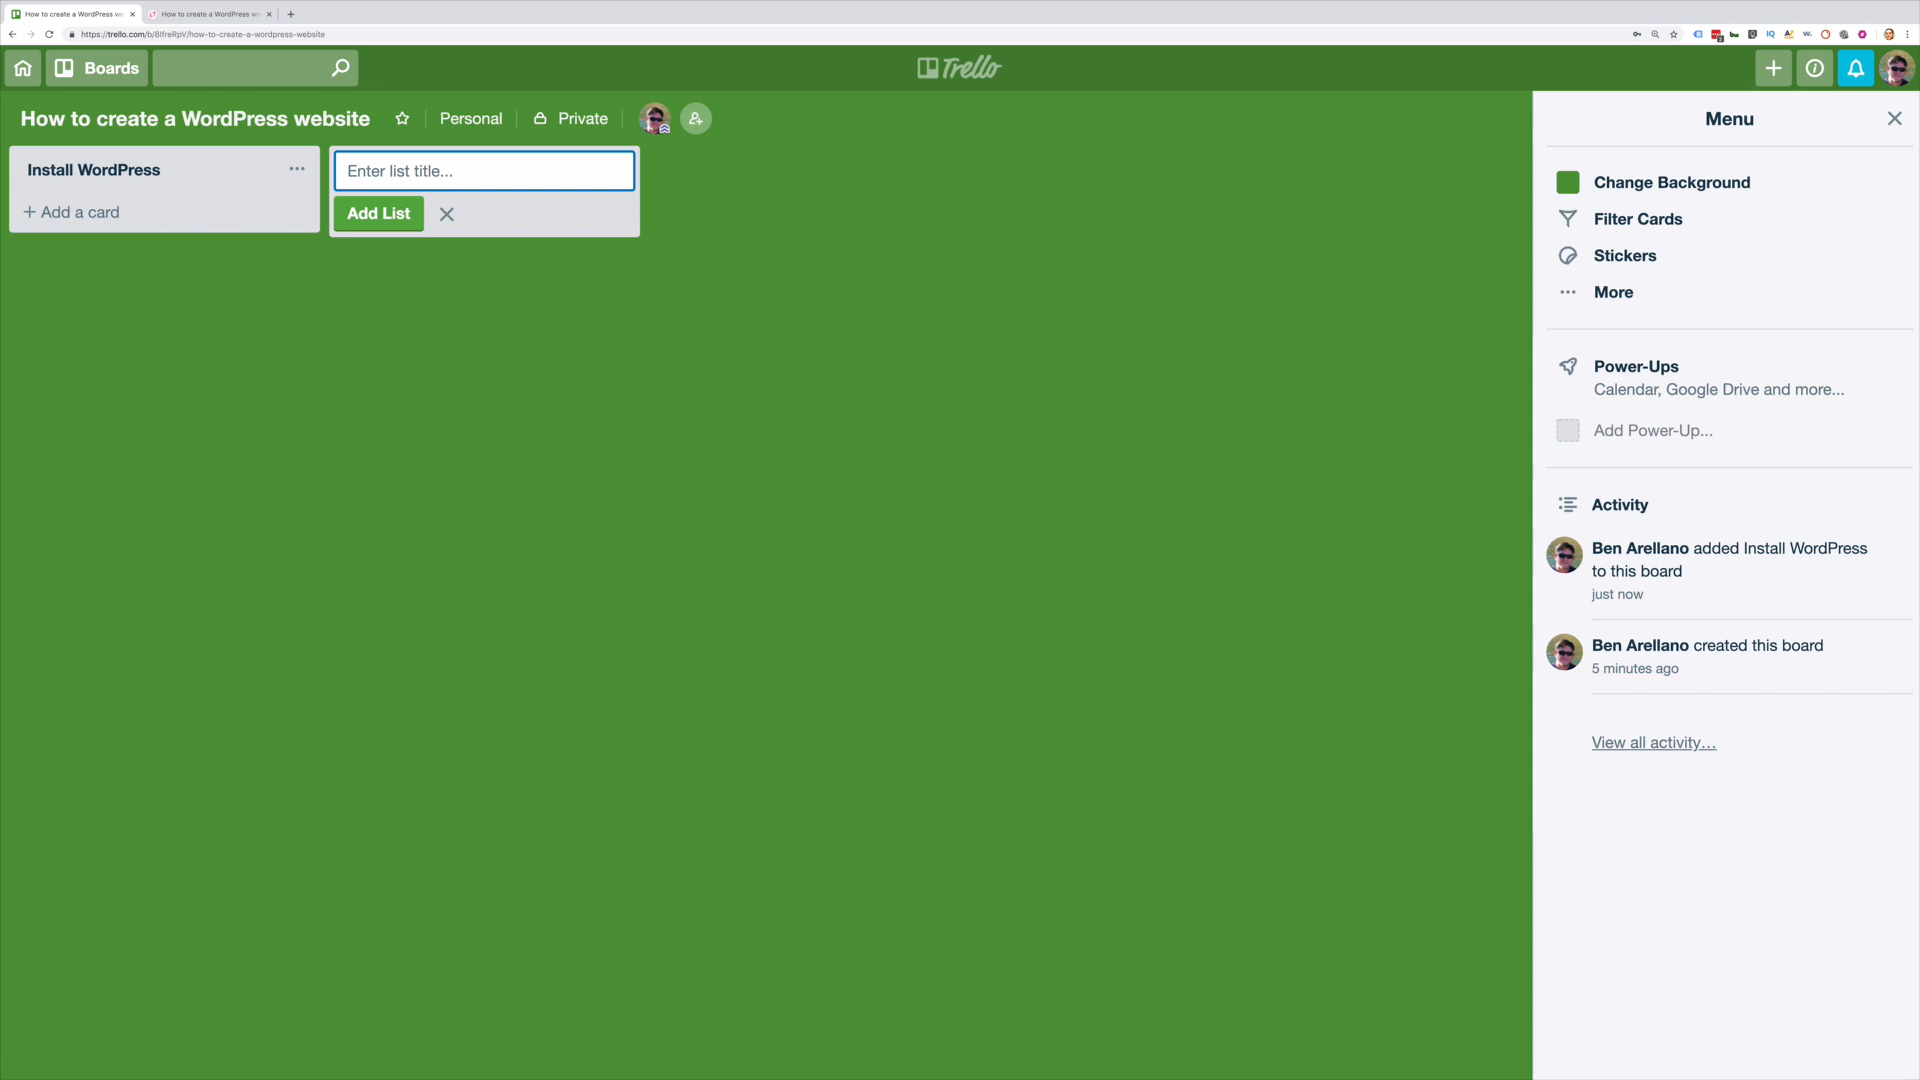 How to create a WordPress we
How to create a WordPress we
https://trello.com/b/8IfreRpV/how-to-create-a-wordpress-website
Boards
Trello
How to create a WordPress website
Personal
Private
Install WordPress
+ Add a card
Enter list title...
Add List
Menu
Change Background
Filter Cards
Stickers
More
Power-Ups
Calendar, Google Drive and more...
Add Power-Up...
Activity
Ben Arellano added Install WordPress
to this board
just now
Ben Arellano created this board
5 minutes ago
View all activity...